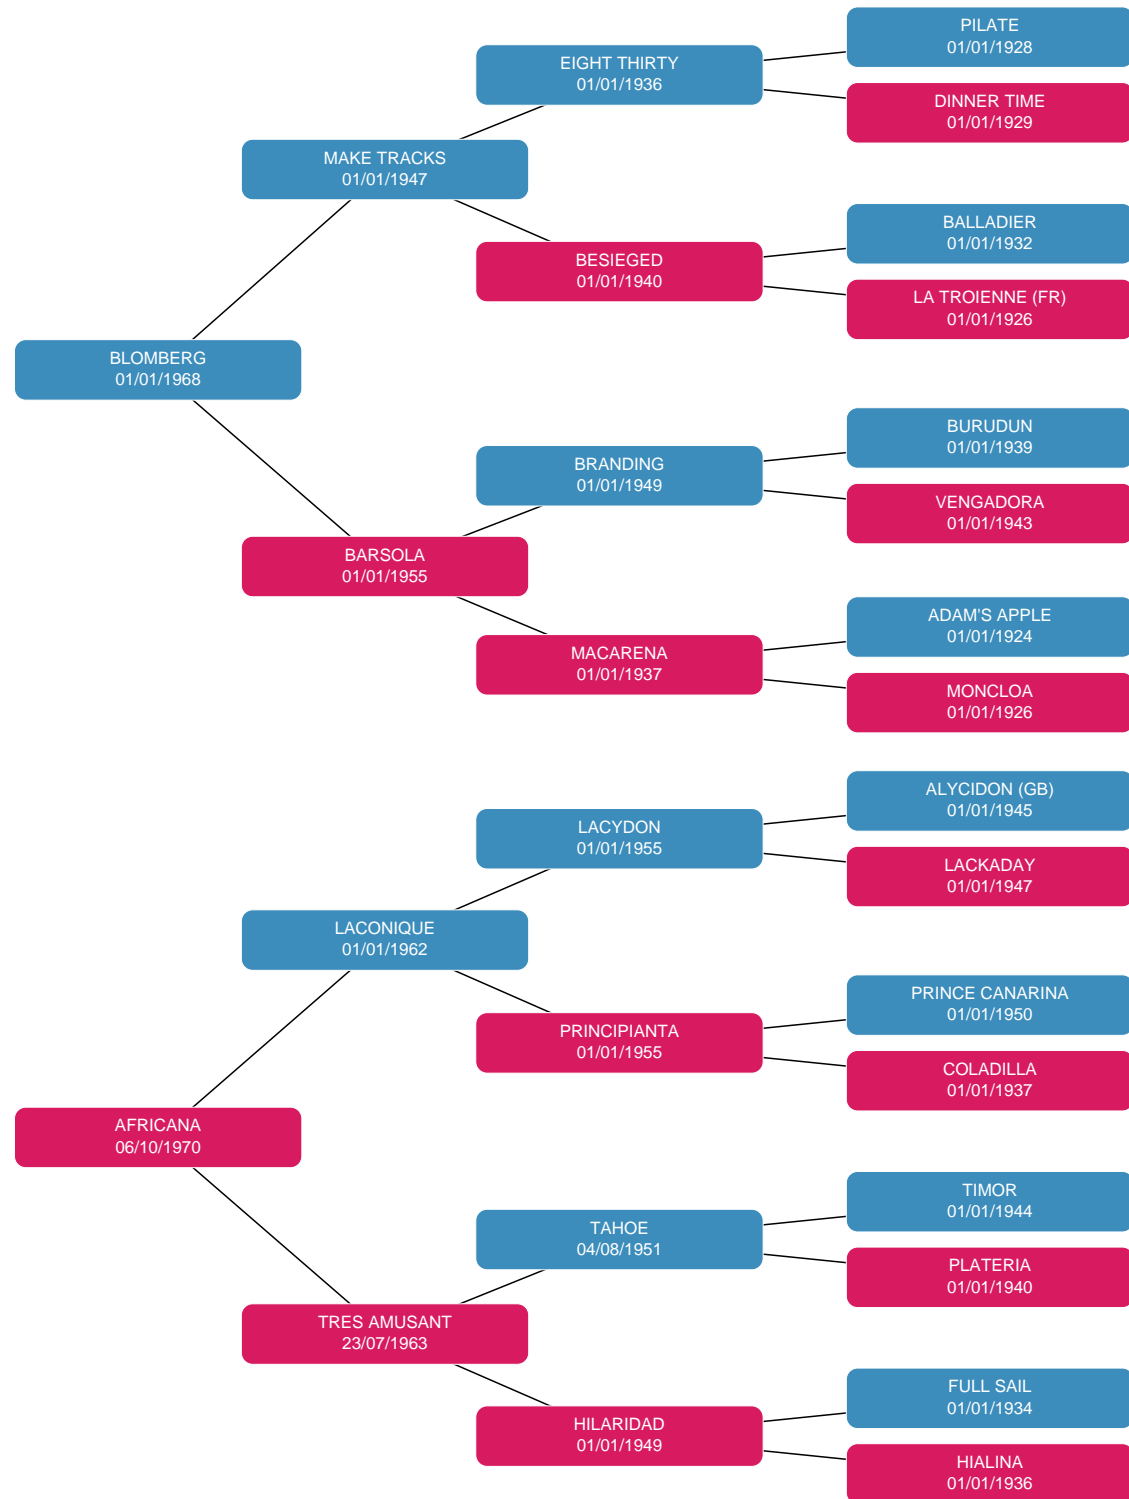 PILATE
01/01/1928
EIGHT THIRTY
01/01/1936
DINNER TIME
01/01/1929
MAKE TRACKS
01/01/1947
BALLADIER
01/01/1932
BESIEGED
01/01/1940
LA TROIENNE (FR)
01/01/1926
BLOMBERG
01/01/1968
BURUDUN
01/01/1939
BRANDING
01/01/1949
VENGADORA
01/01/1943
BARSOLA
01/01/1955
ADAM'S APPLE
01/01/1924
MACARENA
01/01/1937
MONCLOA
01/01/1926
ALYCIDON (GB)
01/01/1945
LACYDON
01/01/1955
LACKADAY
01/01/1947
LACONIQUE
01/01/1962
PRINCE CANARINA
01/01/1950
PRINCIPIANTA
01/01/1955
COLADILLA
01/01/1937
AFRICANA
06/10/1970
TIMOR
01/01/1944
TAHOE
04/08/1951
PLATERIA
01/01/1940
TRES AMUSANT
23/07/1963
FULL SAIL
01/01/1934
HILARIDAD
01/01/1949
HIALINA
01/01/1936